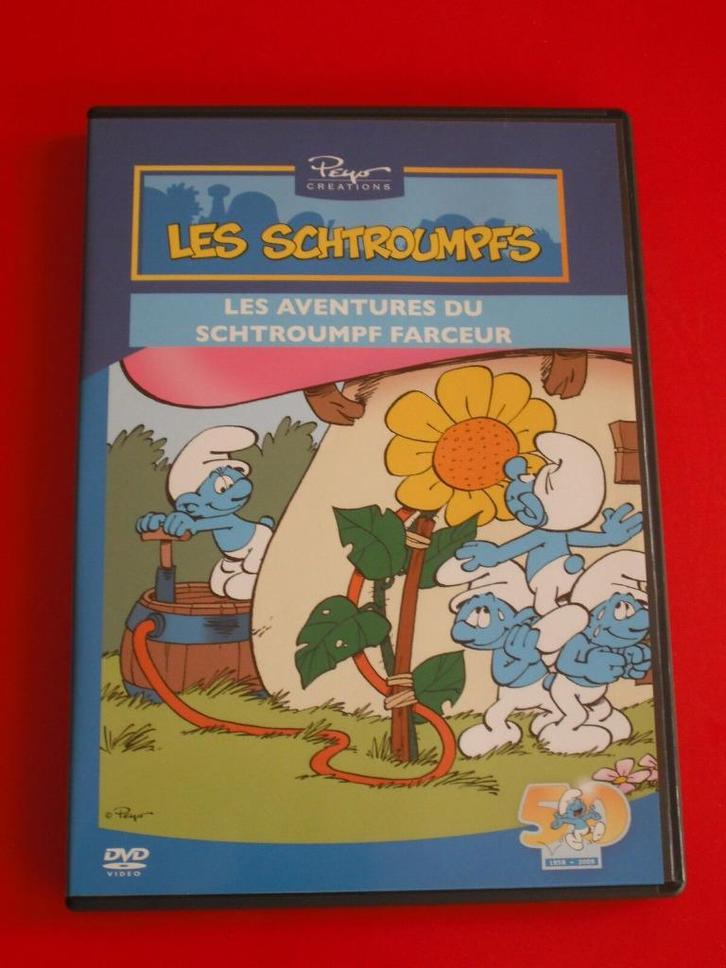 Peyo
CREATIONS
LES SCHTROUMPFS
LES AVENTURES DU
SCHTROUMPF FARCEUR
© Peyo
50
1958 - 2008
DVD
VIDEO